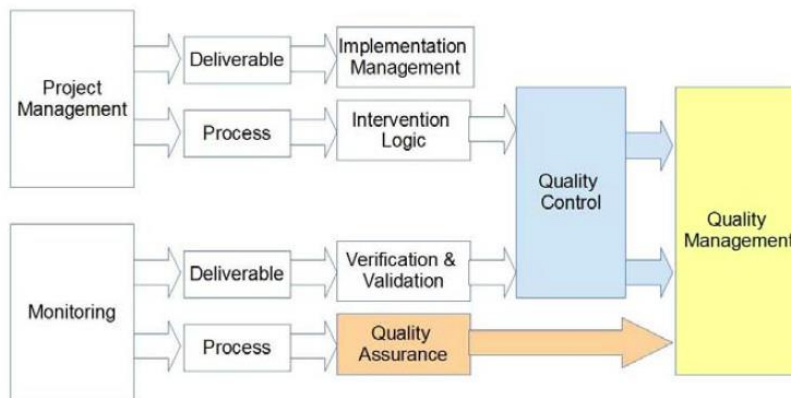 Project
Management
Deliverable
Implementation
Management
Process
Intervention
Logic
Quality
Control
Quality
Management
Monitoring
Deliverable
Verification &
Validation
Process
Quality
Assurance